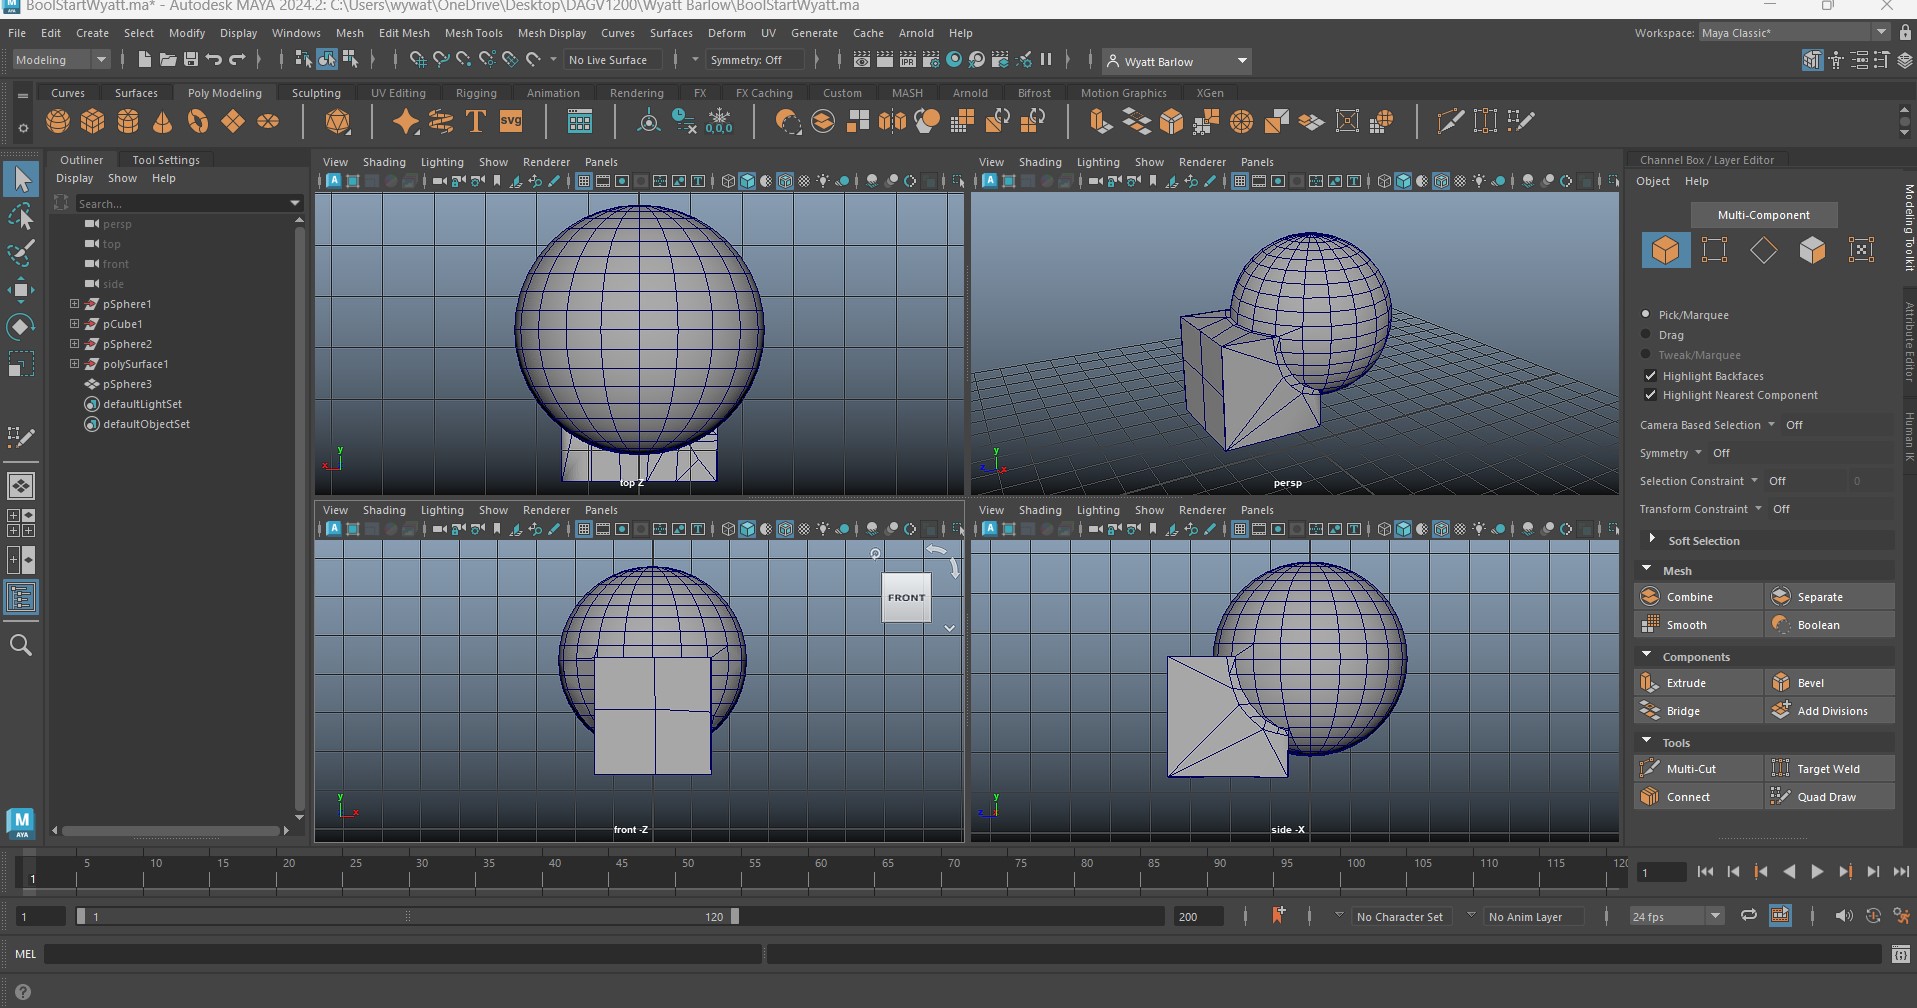 BoolStartWyatt.ma* - Autodesk MAYA 2024.2: C:\Users\wywat\OneDrive\Desktop\DAGV1200\Wyatt Barlow\BoolStartWyatt.ma
File Edit Create Select Modify Display Windows Mesh Edit Mesh Mesh Tools Mesh Display Curves Surfaces Deform UV Generate Cache Arnold Help Workspace: Maya Classic*
Modeling No Live Surface Symmetry: Off IPR Wyatt Barlow
Curves Surfaces Poly Modeling Sculpting UV Editing Rigging Animation Rendering FX FX Caching Custom MASH Arnold Bifrost Motion Graphics XGen
T SVG 0,0,0
Outliner Tool Settings
Display Show Help
Search...
persp
top
front
side
pSphere1
pCube1
pSphere2
polySurface1
pSphere3
defaultLightSet
defaultObjectSet
View Shading Lighting Show Renderer Panels
y
x
top Z
View Shading Lighting Show Renderer Panels
y
z x
persp
View Shading Lighting Show Renderer Panels
FRONT
y
x
front -Z
View Shading Lighting Show Renderer Panels
y
z
side -X
Channel Box / Layer Editor
Object Help
Multi-Component
Pick/Marquee
Drag
Tweak/Marquee
Highlight Backfaces
Highlight Nearest Component
Camera Based Selection Off
Symmetry Off
Selection Constraint Off 0
Transform Constraint Off
Soft Selection
Mesh
Combine Separate
Smooth Boolean
Components
Extrude Bevel
Bridge Add Divisions
Tools
Multi-Cut Target Weld
Connect Quad Draw
Modeling Toolkit
Attribute Editor
Human IK
M
AYA
5 10 15 20 25 30 35 40 45 50 55 60 65 70 75 80 85 90 95 100 105 110 115 120
1
1
1 1 120 200 No Character Set No Anim Layer 24 fps
MEL